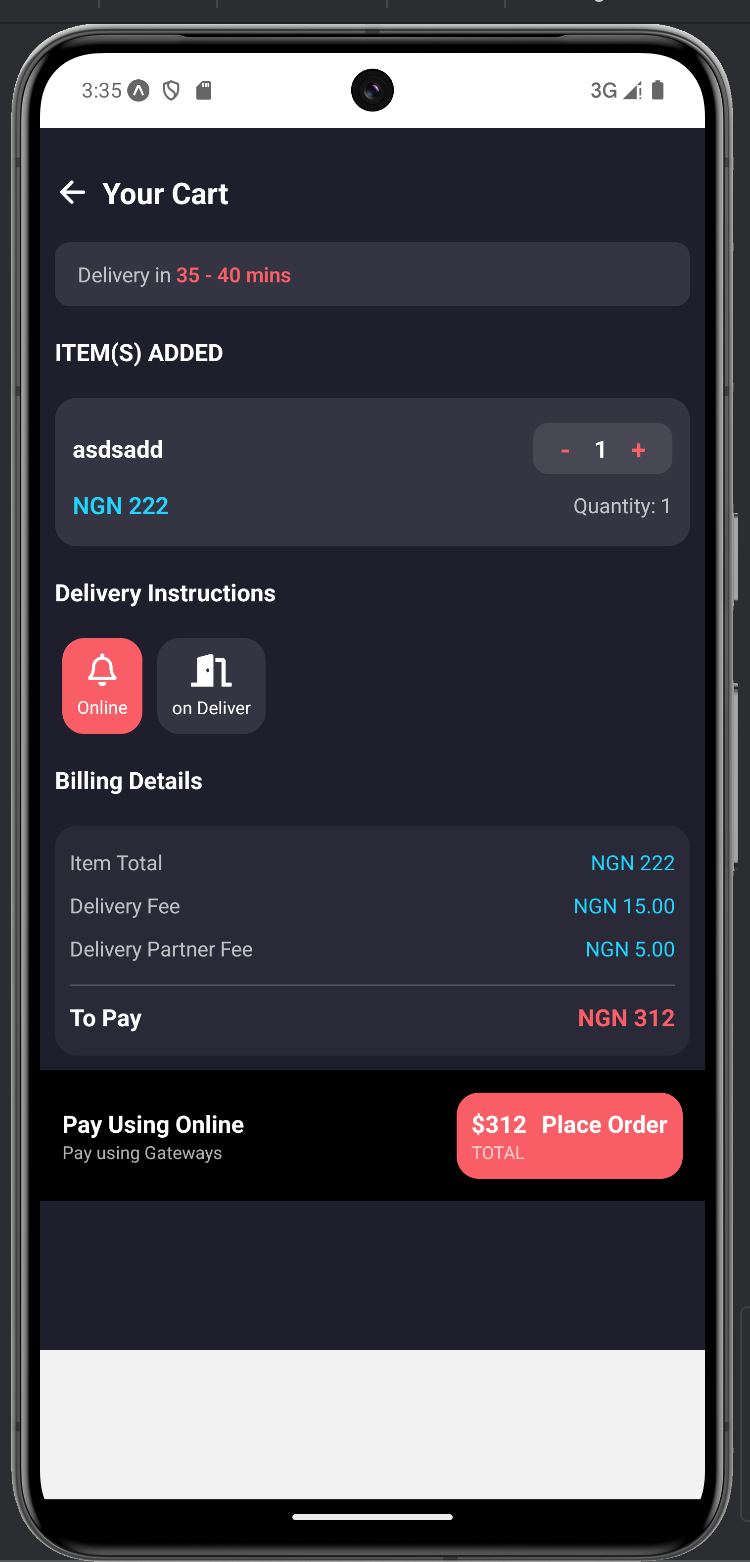 3:35
3G
Your Cart
Delivery in 35 - 40 mins
ITEM(S) ADDED
asdsadd
- 1 +
NGN 222
Quantity: 1
Delivery Instructions
Online
on Deliver
Billing Details
Item Total NGN 222
Delivery Fee NGN 15.00
Delivery Partner Fee NGN 5.00
To Pay NGN 312
Pay Using Online
Pay using Gateways
$312 Place Order
TOTAL